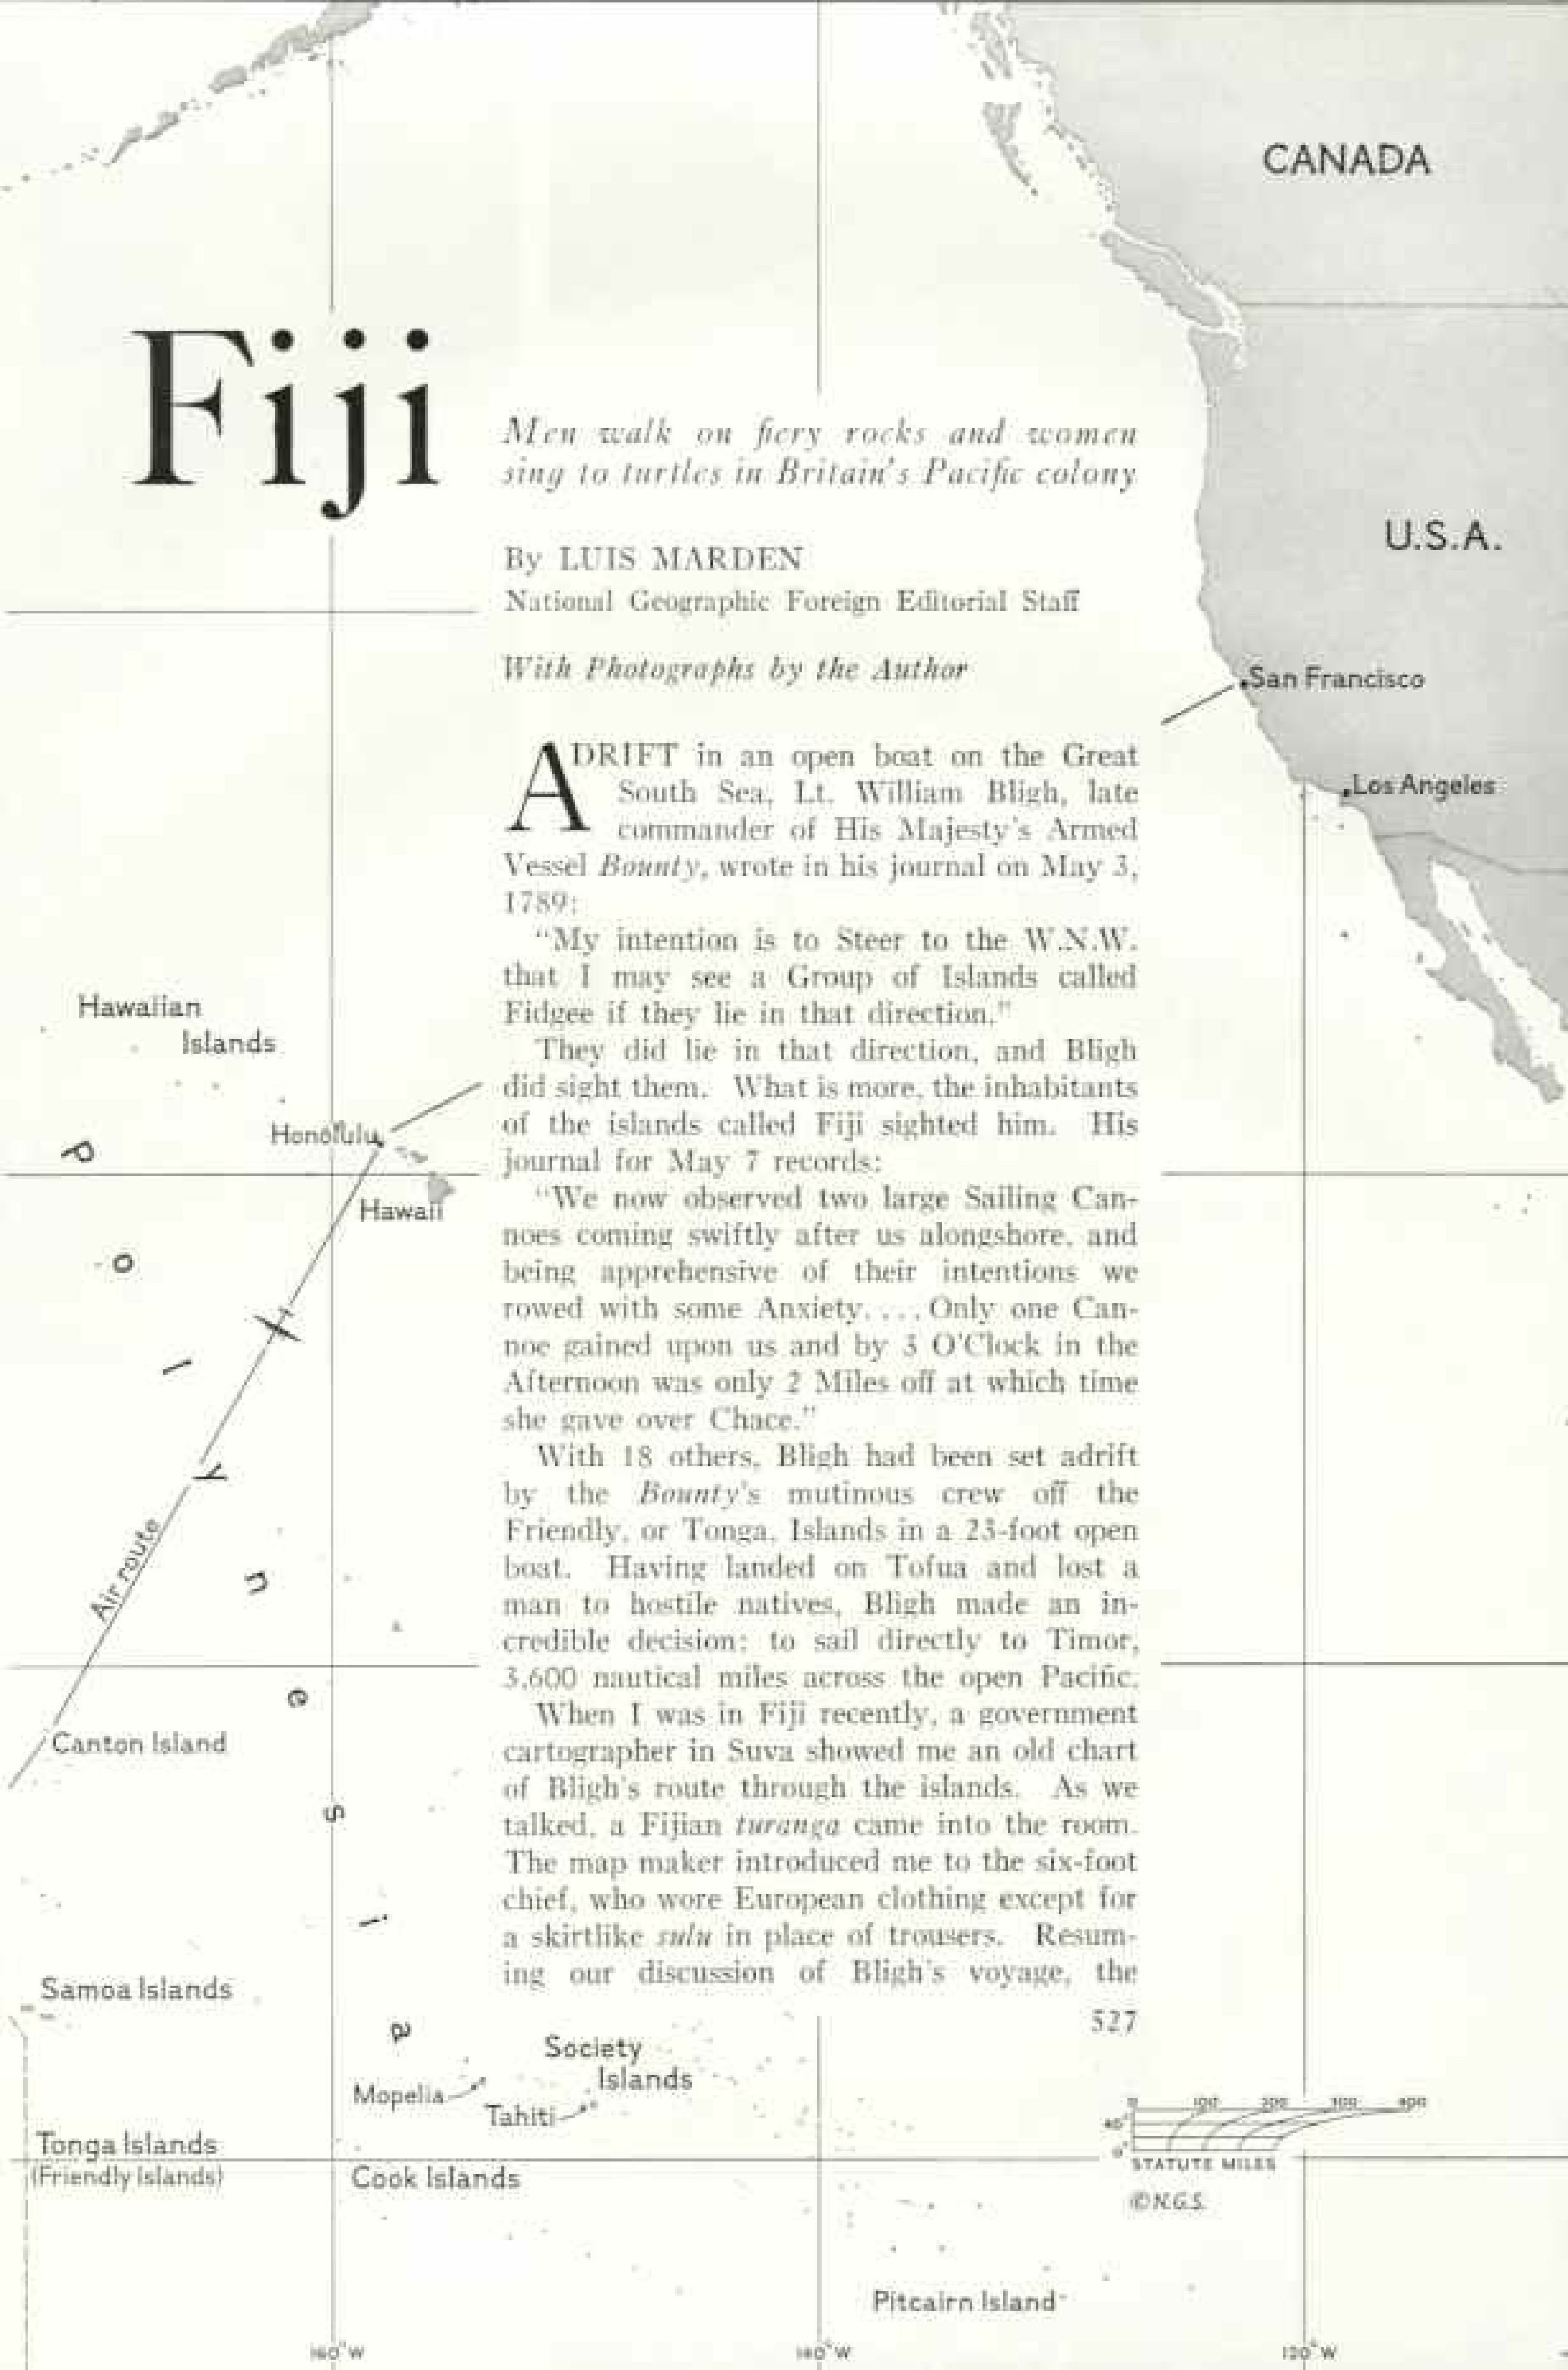 CANADA
Fiji
Men walk on fiery rocks and women
sing to turtles in Britain's Pacific colony
U.S.A.
By LUIS MARDEN
National Geographic Foreign Editorial Staff
With Photographs by the Author
San Francisco
Los Angeles
ADRIFT in an open boat on the Great
South Sea, Lt. William Bligh, late
commander of His Majesty's Armed
Vessel Bounty, wrote in his journal on May 3,
1789:
"My intention is to Steer to the W.N.W.
that I may see a Group of Islands called
Fidgee if they lie in that direction."
They did lie in that direction, and Bligh
did sight them. What is more, the inhabitants
of the islands called Fiji sighted him. His
journal for May 7 records:
"We now observed two large Sailing Can-
noes coming swiftly after us alongshore, and
being apprehensive of their intentions we
rowed with some Anxiety.... Only one Can-
noe gained upon us and by 3 O'Clock in the
Afternoon was only 2 Miles off at which time
she gave over Chace."
With 18 others, Bligh had been set adrift
by the Bounty's mutinous crew off the
Friendly, or Tonga, Islands in a 23-foot open
boat. Having landed on Tofua and lost a
man to hostile natives, Bligh made an in-
credible decision: to sail directly to Timor,
3,600 nautical miles across the open Pacific.
When I was in Fiji recently, a government
cartographer in Suva showed me an old chart
of Bligh's route through the islands. As we
talked, a Fijian turanga came into the room.
The map maker introduced me to the six-foot
chief, who wore European clothing except for
a skirtlike sulu in place of trousers. Resum-
ing our discussion of Bligh's voyage, the
527
Hawaiian
Islands
Honolulu
Hawaii
Polynesia
Air route
Canton Island
Samoa Islands
Society
Islands
Mopelia
Tahiti
Tonga Islands
(Friendly Islands)
Cook Islands
Pitcairn Island
0 100 200 300 400
40°
0°
STATUTE MILES
©N.G.S.
160°W 140°W 120°W